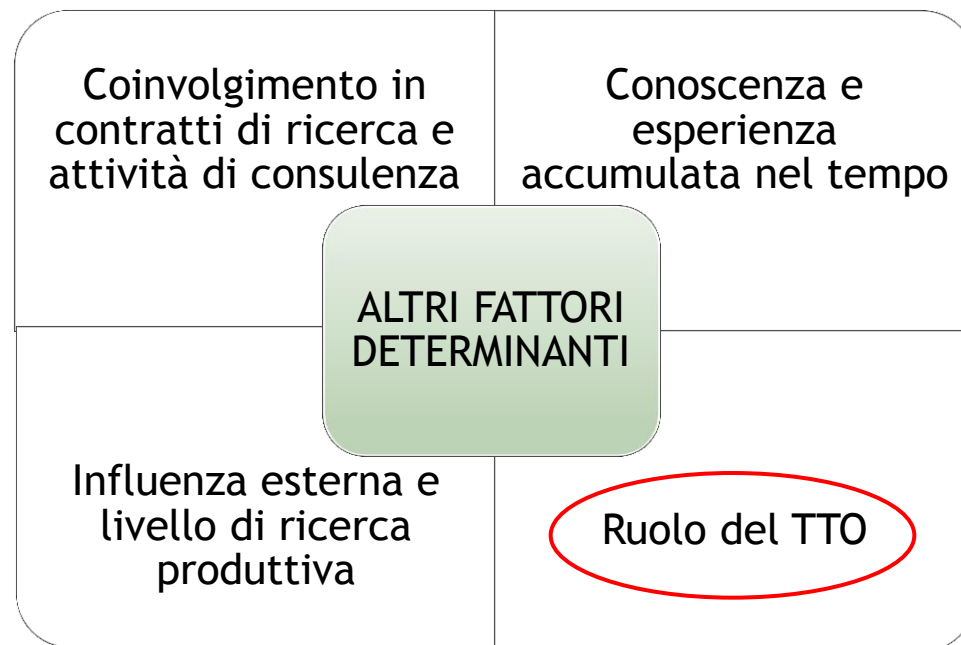 Coinvolgimento in
contratti di ricerca e
attività di consulenza
Conoscenza e
esperienza
accumulata nel tempo
ALTRI FATTORI
DETERMINANTI
Influenza esterna e
livello di ricerca
produttiva
Ruolo del TTO